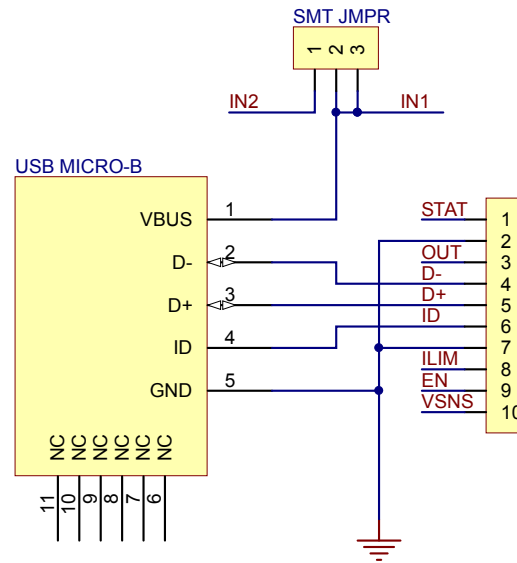 SMT JMPR
1 2 3
IN2 IN1
USB MICRO-B
VBUS 1
D- 2
D+ 3
ID 4
GND 5
NC NC NC NC NC NC
11 10 9 8 7 6
STAT 1
2
OUT 3
D- 4
D+ 5
ID 6
7
ILIM 8
EN 9
VSNS 10